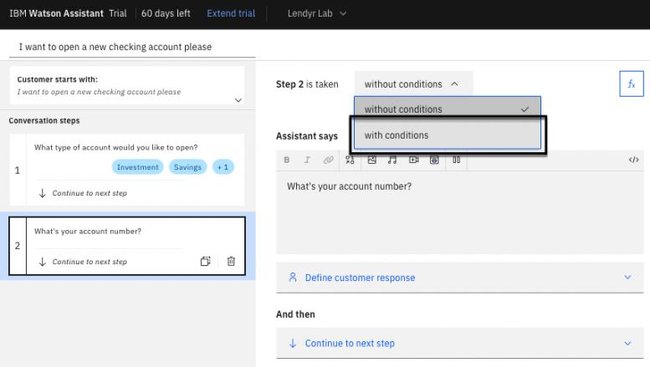 IBM Watson Assistant Trial 60 days left Extend trial Lendyr Lab
I want to open a new checking account please
Customer starts with:
I want to open a new checking account please
Conversation steps
1
What type of account would you like to open?
Investment Savings + 1
Continue to next step
2
What's your account number?
Continue to next step
Step 2 is taken without conditions
without conditions
with conditions
fx
Assistant says
B I </>
What's your account number?
Define customer response
And then
Continue to next step